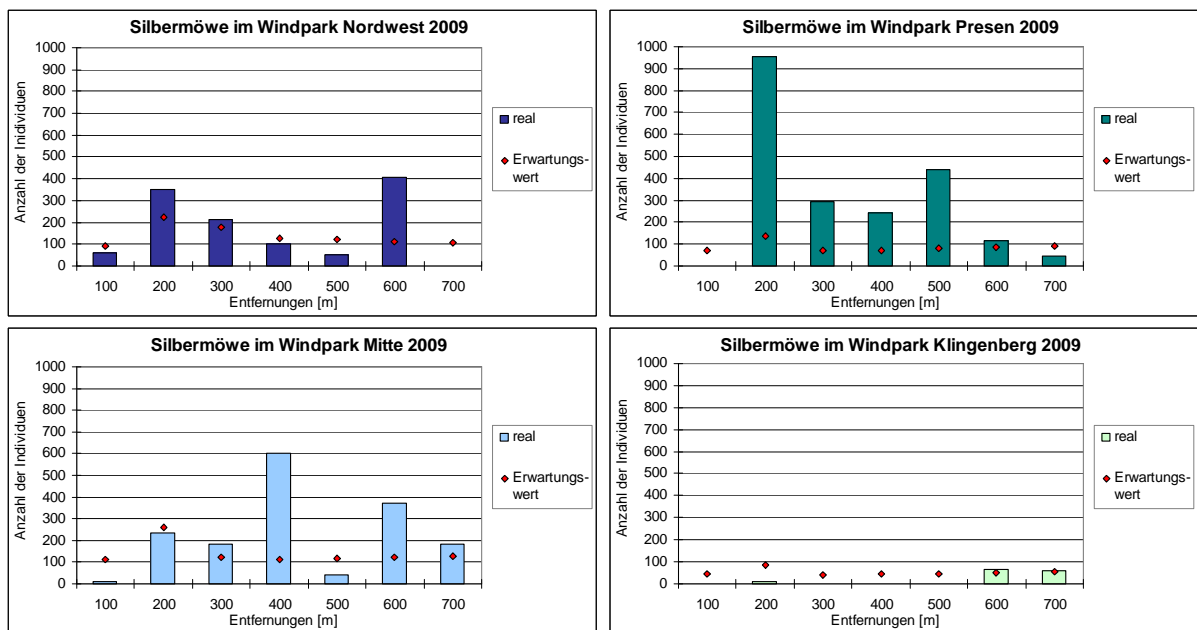 Silbermöwe im Windpark Nordwest 2009
Anzahl der Inidividuen
1000
900
800
700
600
500
400
300
200
100
0
100 200 300 400 500 600 700
Entfernungen [m]
real
Erwartungs-
wert
Silbermöwe im Windpark Presen 2009
Anzahl der Individuen
1000
900
800
700
600
500
400
300
200
100
0
100 200 300 400 500 600 700
Entfernungen [m]
real
Erwartungs-
wert
Silbermöwe im Windpark Mitte 2009
Anzahl der Individuen
1000
900
800
700
600
500
400
300
200
100
0
100 200 300 400 500 600 700
Entfernungen [m]
real
Erwartungs-
wert
Silbermöwe im Windpark Klingenberg 2009
Anzahl der Individuen
1000
900
800
700
600
500
400
300
200
100
0
100 200 300 400 500 600 700
Entfernungen [m]
real
Erwartungs-
wert